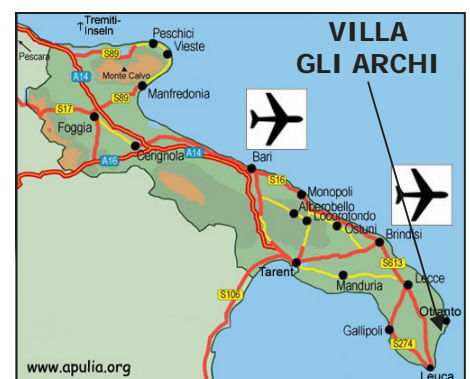 ↑Tremiti-
Inseln
VILLA
GLI ARCHI
Peschici
Vieste
S89
Pescara
A14
Monte Calvo
S89
Manfredonia
S17
Foggia
A16
Cerignola
A14
Bari
S16
Monopoli
Alberobello
Locorotondo
Ostuni
Brindisi
Tarent
S613
Manduria
Lecce
S106
Otranto
Gallipoli
S274
www.apulia.org
Leuca